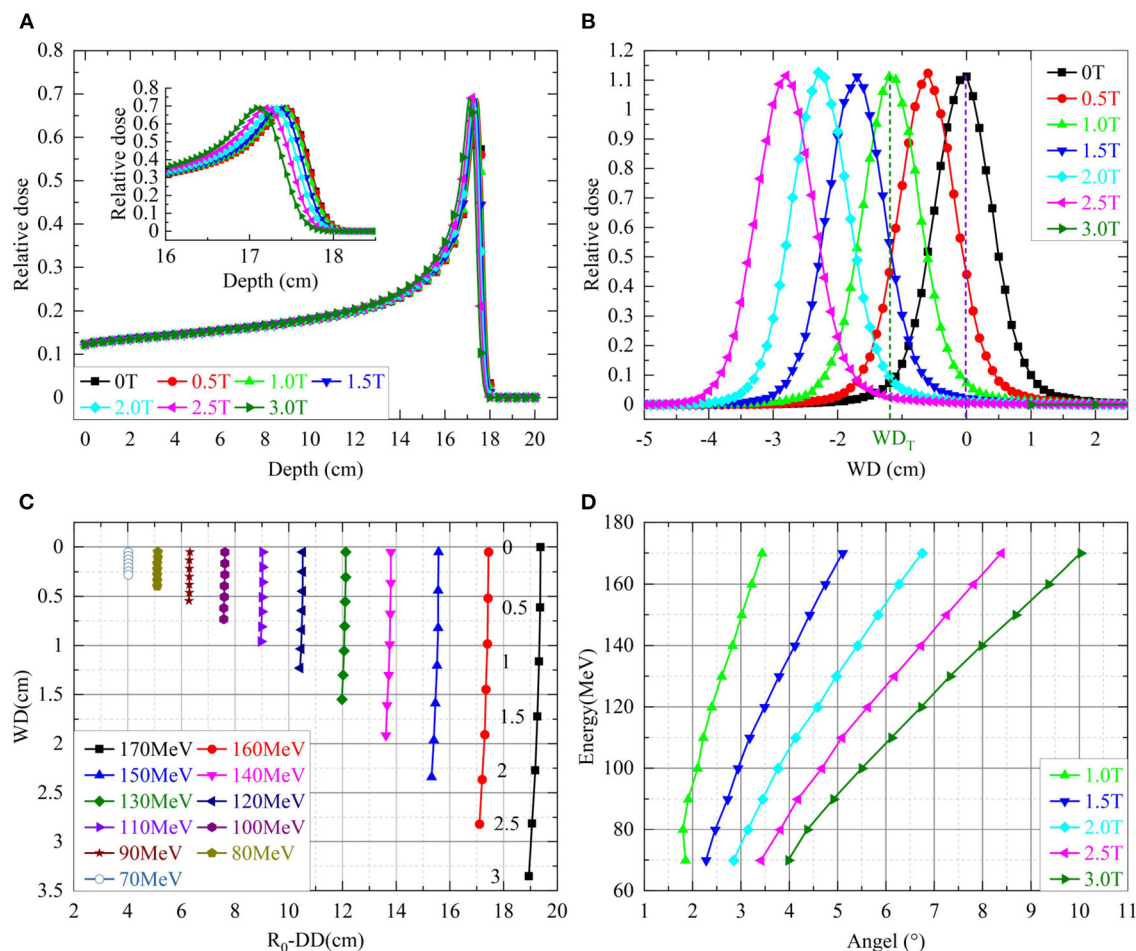 A
0.8
0.7
0.6
0.5
0.4
0.3
0.2
0.1
0
Relative dose
0.8
0.7
0.6
0.5
0.4
0.3
0.2
0.1
0
Relative dose
16 17 18
Depth (cm)
0T 0.5T 1.0T 1.5T
2.0T 2.5T 3.0T
0 2 4 6 8 10 12 14 16 18 20
Depth (cm)
B
1.2
1.1
1.0
0.9
0.8
0.7
0.6
0.5
0.4
0.3
0.2
0.1
0
Relative dose
0T
0.5T
1.0T
1.5T
2.0T
2.5T
3.0T
-5 -4 -3 -2 -1 0 1 2
WD_T
WD (cm)
C
0
0.5
1
1.5
2
2.5
3
3.5
WD(cm)
0
0.5
1
1.5
2
2.5
3
170MeV 160MeV
150MeV 140MeV
130MeV 120MeV
110MeV 100MeV
90MeV 80MeV
70MeV
2 4 6 8 10 12 14 16 18 20
R₀-DD(cm)
D
180
160
140
120
100
80
60
Energy(MeV)
1.0T
1.5T
2.0T
2.5T
3.0T
1 2 3 4 5 6 7 8 9 10 11
Angel (°)